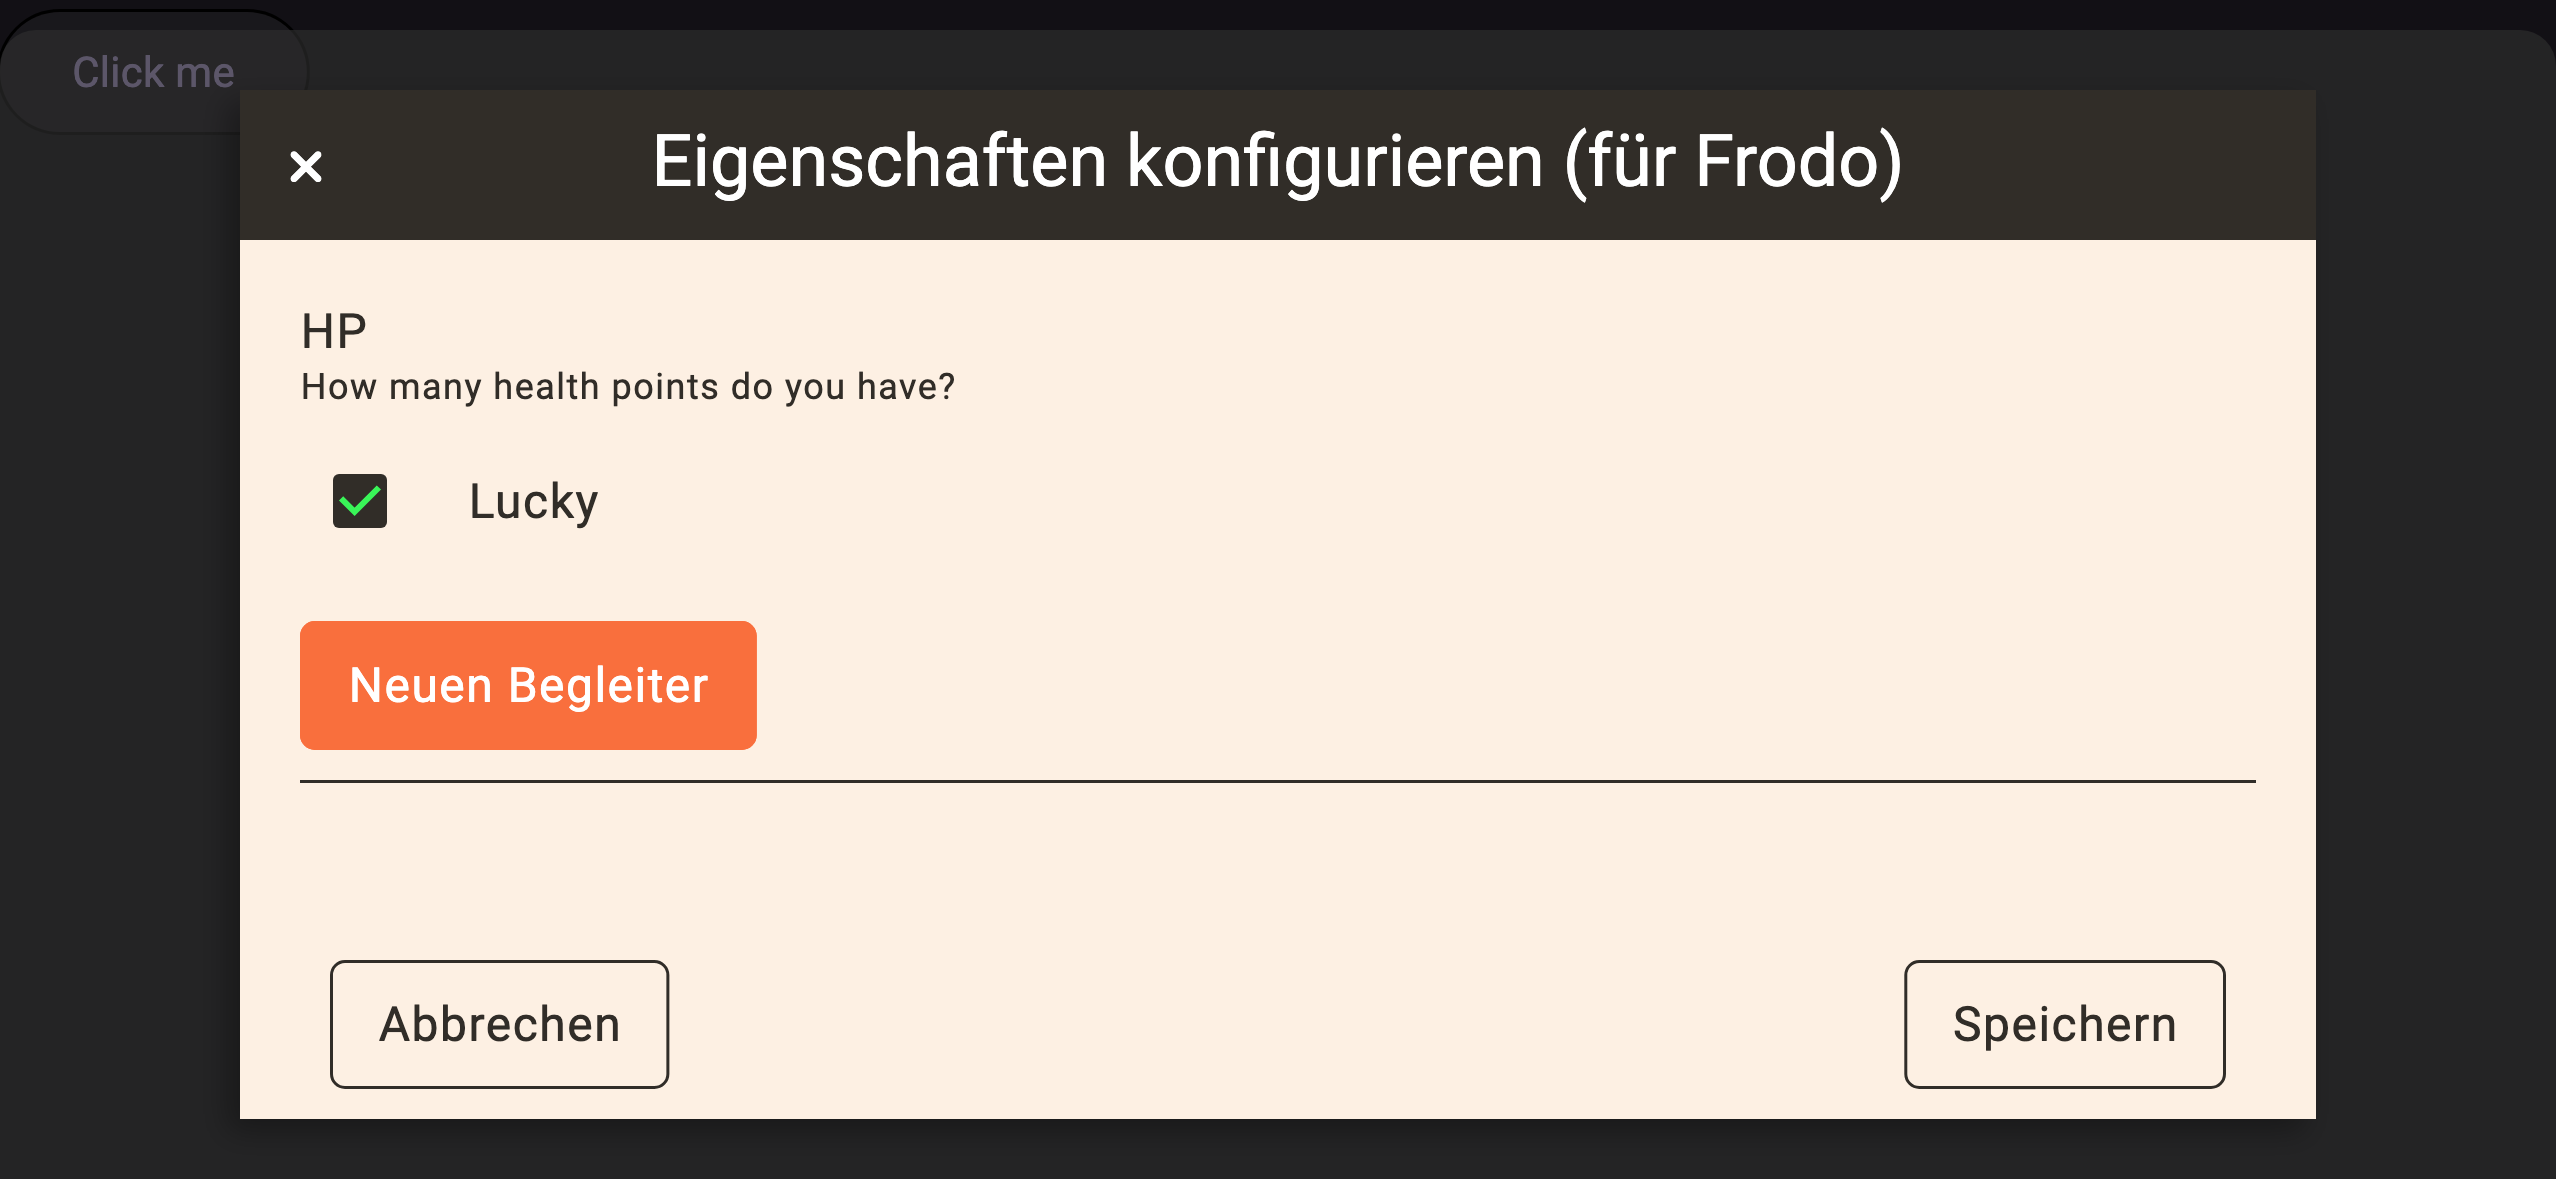 Click me
Eigenschaften konfigurieren (für Frodo)
HP
How many health points do you have?
Lucky
Neuen Begleiter
Abbrechen
Speichern